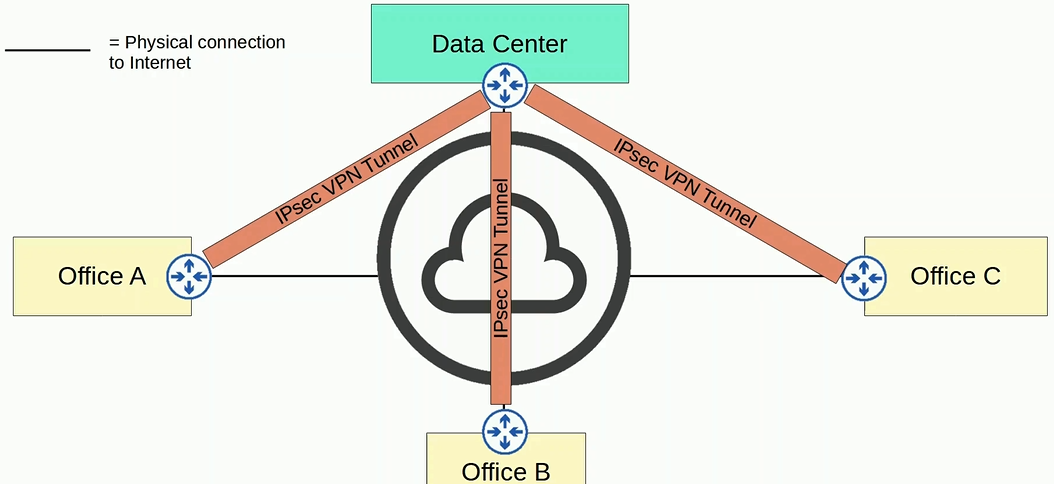 = Physical connection
to Internet
Data Center
IPsec VPN Tunnel
IPsec VPN Tunnel
IPsec VPN Tunnel
Office A
Office C
Office B